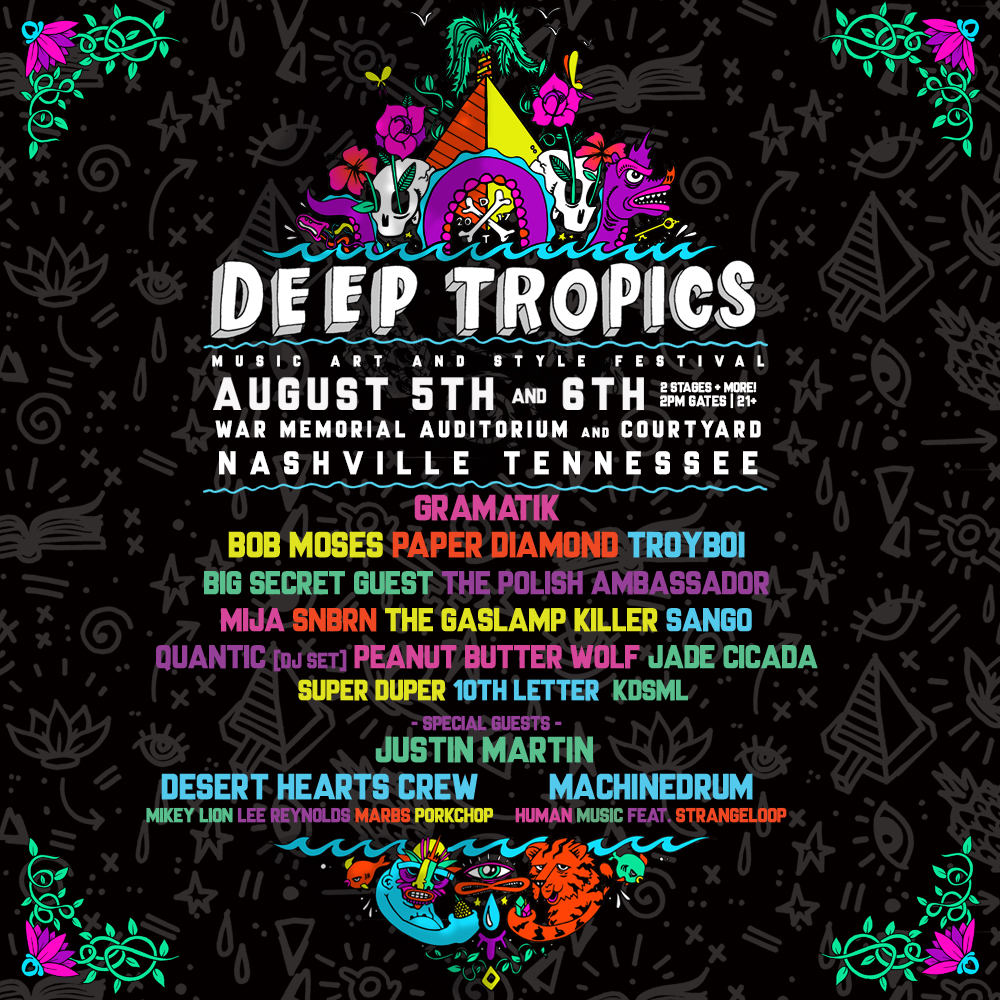 DEEP TROPICS
MUSIC ART AND STYLE FESTIVAL
AUGUST 5TH AND 6TH 2 STAGES + MORE!
2PM GATES | 21+
WAR MEMORIAL AUDITORIUM AND COURTYARD
NASHVILLE TENNESSEE
GRAMATIK
BOB MOSES PAPER DIAMOND TROYBOI
BIG SECRET GUEST THE POLISH AMBASSADOR
MIJA SNBRN THE GASLAMP KILLER SANGO
QUANTIC [DJ SET] PEANUT BUTTER WOLF JADE CICADA
SUPER DUPER 10TH LETTER KDSML
- SPECIAL GUESTS -
JUSTIN MARTIN
DESERT HEARTS CREW MACHINEDRUM
MIKEY LION LEE REYNOLDS MARBS PORKCHOP HUMAN MUSIC FEAT. STRANGELOOP